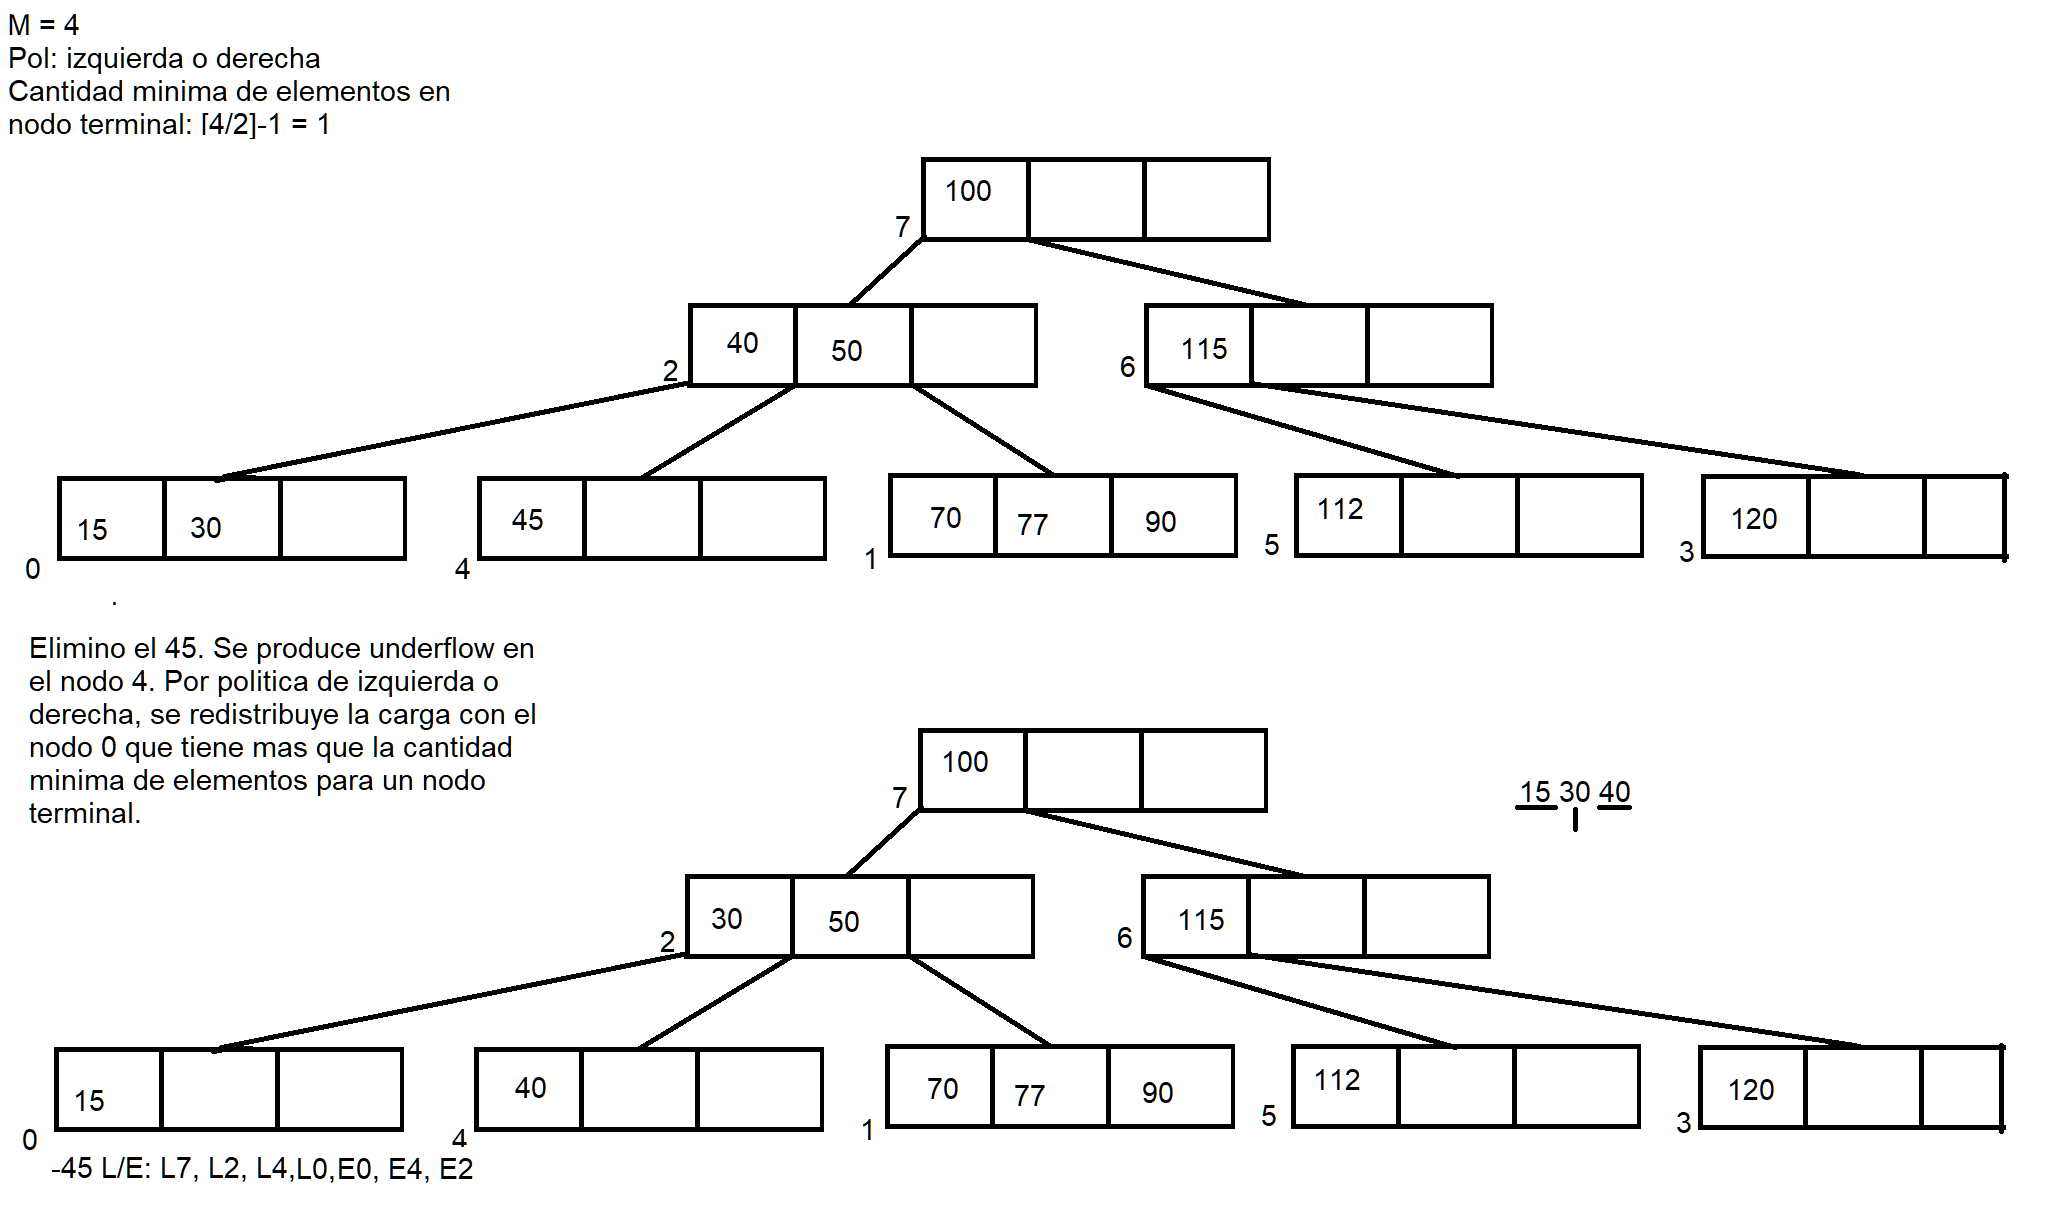 M = 4
Pol: izquierda o derecha
Cantidad minima de elementos en
nodo terminal: [4/2]-1 = 1
100
7
40 50
2
115
6
15 30
0
45
4
70 77 90
1
112
5
120
3
Elimino el 45. Se produce underflow en
el nodo 4. Por politica de izquierda o
derecha, se redistribuye la carga con el
nodo 0 que tiene mas que la cantidad
minima de elementos para un nodo
terminal.
100
7
15 30 40
30 50
2
115
6
15
0
40
4
70 77 90
1
112
5
120
3
-45 L/E: L7, L2, L4,L0,E0, E4, E2